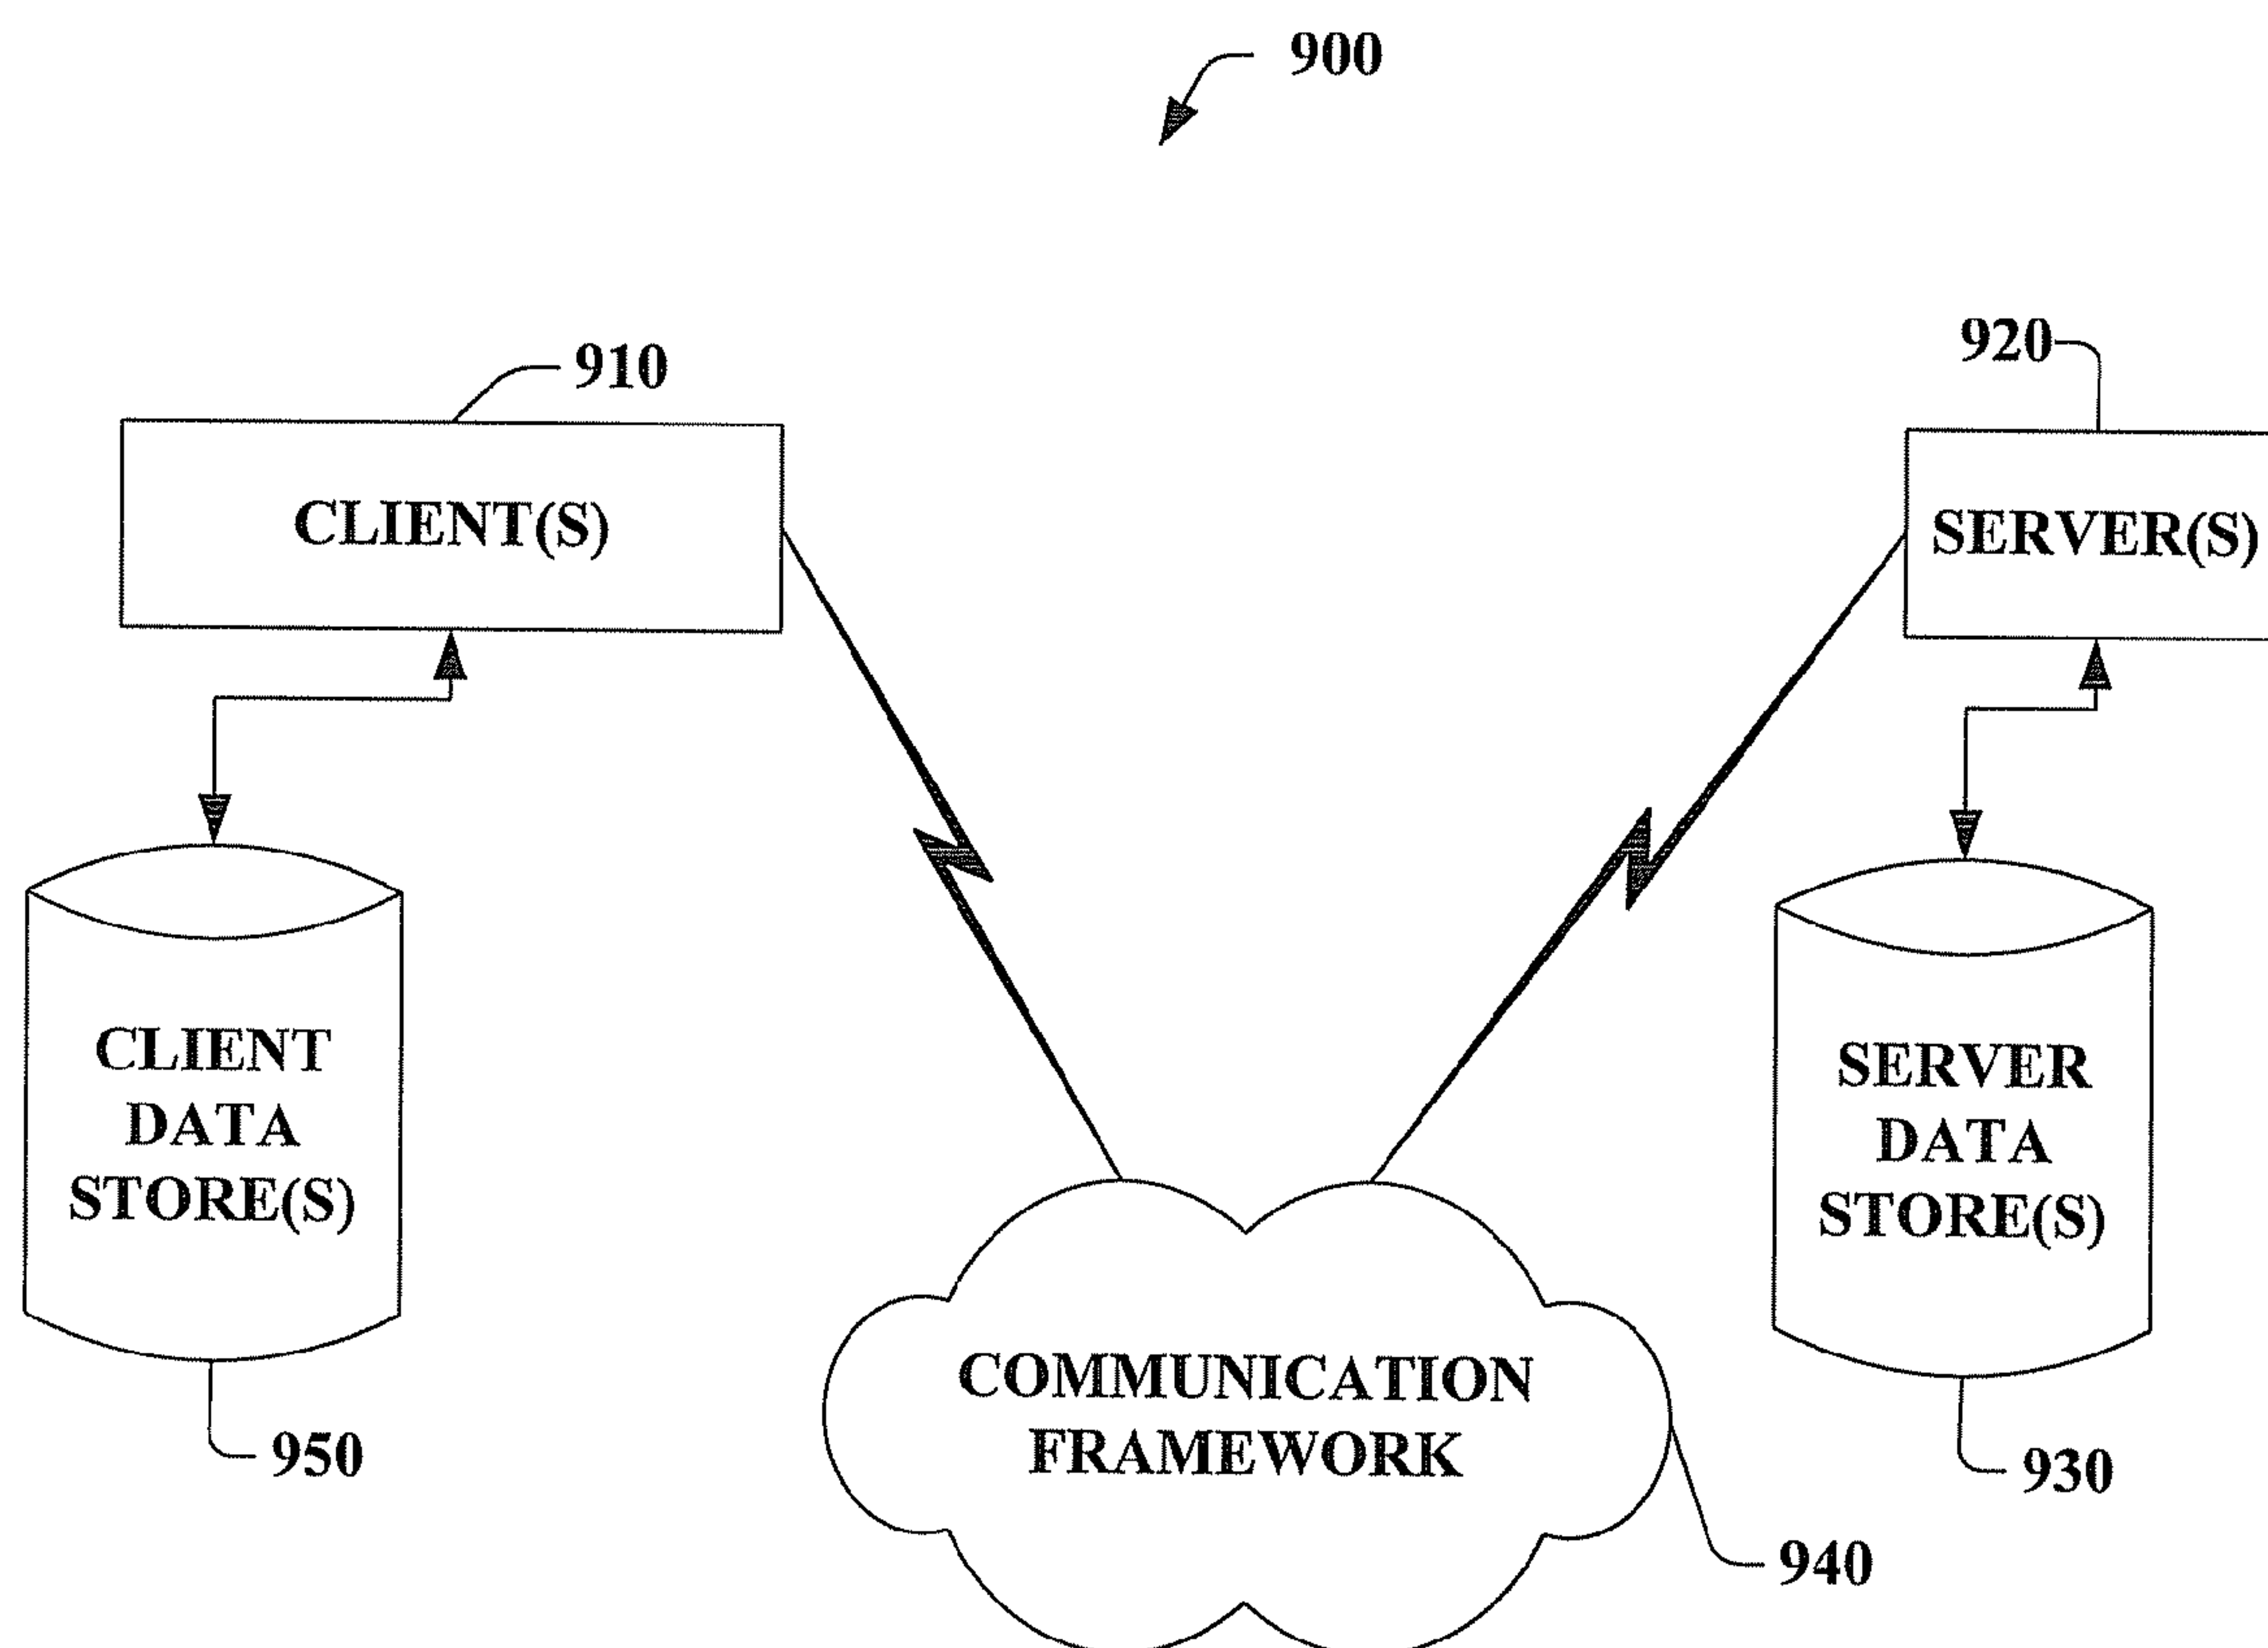 900
910
920
CLIENT(S)
SERVER(S)
CLIENT
DATA
STORE(S)
SERVER
DATA
STORE(S)
COMMUNICATION
FRAMEWORK
950
930
940